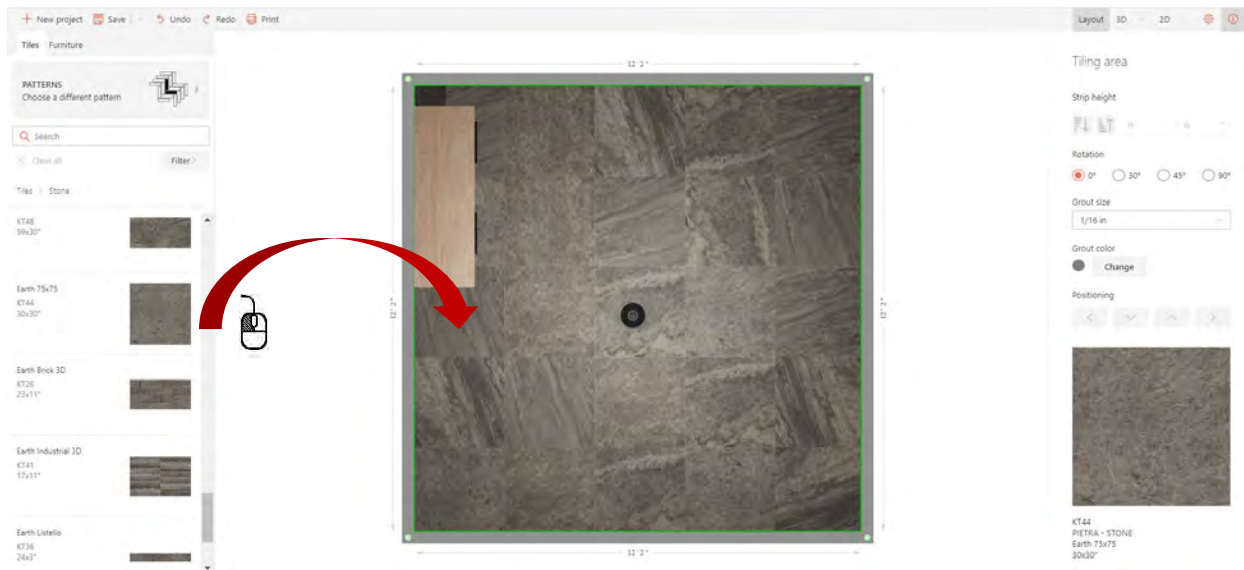 New project Save Undo Redo Print
Layout 3D 2D
Tiles Furniture
PATTERNS
Choose a different pattern
Search
Clear all Filter
Tiles Stone
KT48
59x30"
Earth 75x75
KT44
30x30"
Earth Brick 3D
KT26
23x11"
Earth Industrial 3D
KT41
17x11"
Earth Listello
KT36
24x3"
12' 2"
12' 2"
12' 2"
12' 2"
Tiling area
Strip height
Rotation
0° 30° 45° 90°
Grout size
1/16 in
Grout color
Change
Positioning
KT44
PIETRA - STONE
Earth 75x75
30x30"